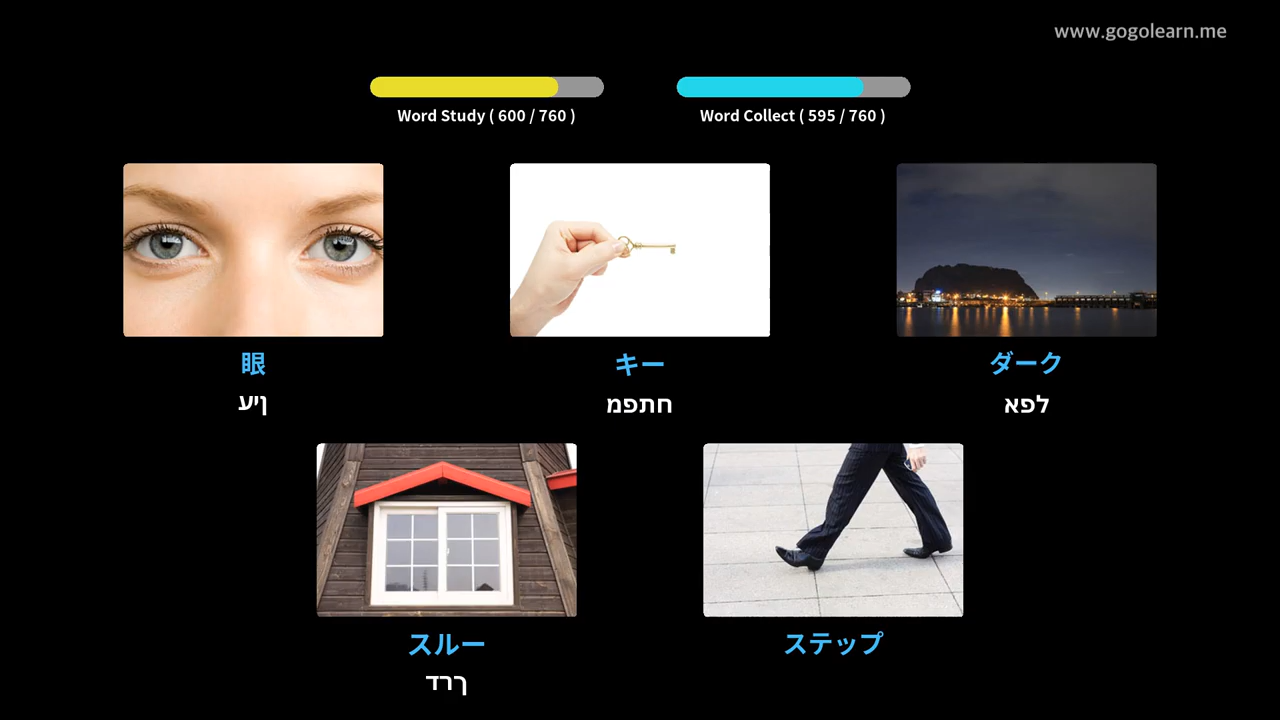 www.gogolearn.me
Word Study ( 600 / 760 )
Word Collect ( 595 / 760 )
眼
キー
ダーク
עין
מפתח
אפל
スルー
ステップ
דרך